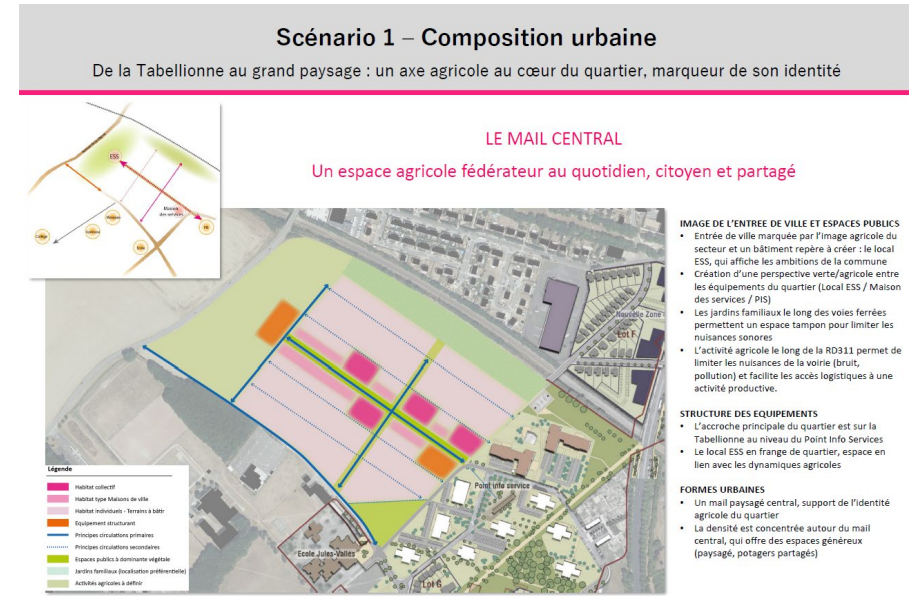 Scénario 1 – Composition urbaine
De la Tabellionne au grand paysage : un axe agricole au cœur du quartier, marqueur de son identité
LE MAIL CENTRAL
Un espace agricole fédérateur au quotidien, citoyen et partagé
ESS
Maison
des services
PIS
Collège
Ecole
IMAGE DE L’ENTREE DE VILLE ET ESPACES PUBLICS
• Entrée de ville marquée par l’image agricole du
secteur et un bâtiment repère à créer : le local
ESS, qui affiche les ambitions de la commune
• Création d’une perspective verte/agricole entre
les équipements du quartier (Local ESS / Maison
des services / PIS)
• Les jardins familiaux le long des voies ferrées
permettent un espace tampon pour limiter les
nuisances sonores
• L’activité agricole le long de la RD311 permet de
limiter les nuisances de la voirie (bruit,
pollution) et facilite les accès logistiques à une
activité productive.
STRUCTURE DES EQUIPEMENTS
• L’accroche principale du quartier est sur la
Tabellionne au niveau du Point Info Services
• Le local ESS en frange de quartier, espace en
lien avec les dynamiques agricoles
FORMES URBAINES
• Un mail paysagé central, support de l’identité
agricole du quartier
• La densité est concentrée autour du mail
central, qui offre des espaces généreux
(paysagé, potagers partagés)
Nouvelle Zone
Lot F
Point info service
Ecole Jules-Vallès
Lot G
Légende
Habitat collectif
Habitat type Maisons de ville
Habitat individuels - Terrains à bâtir
Equipement structurant
Principes circulations primaires
Principes circulations secondaires
Espaces publics à dominante végétale
Jardins familiaux (localisation préférentielle)
Activités agricoles à définir